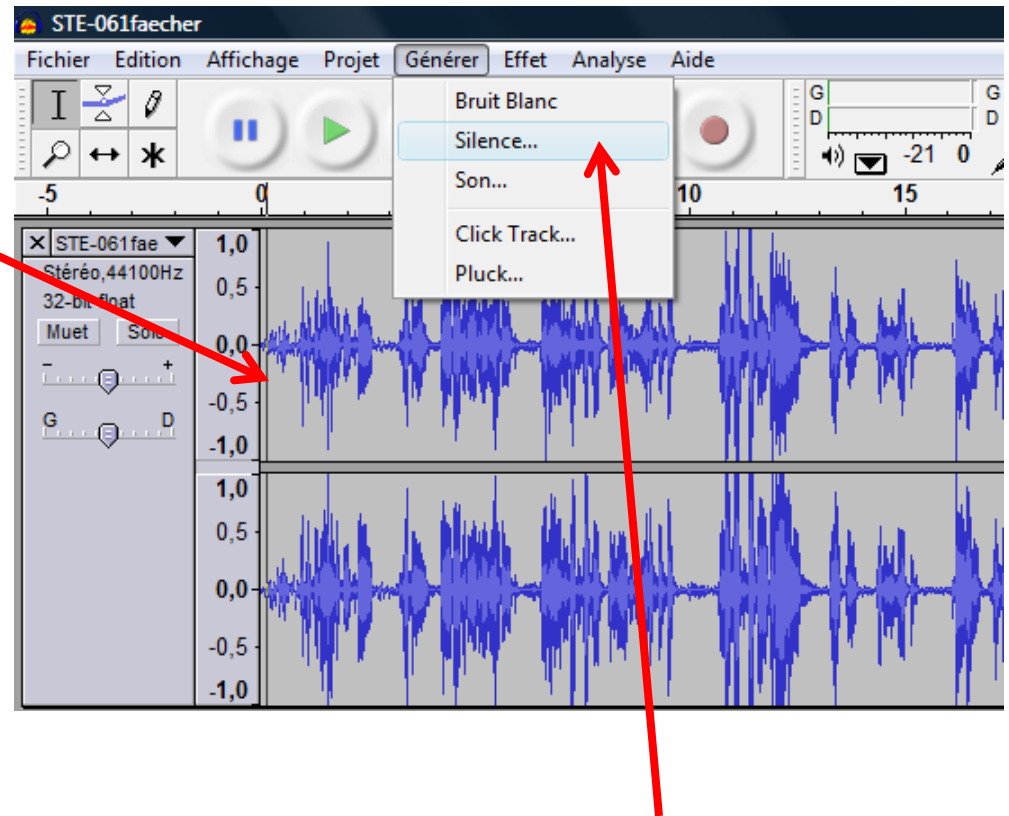 STE-061faecher
Fichier Edition Affichage Projet Générer Effet Analyse Aide
Bruit Blanc
Silence...
Son...
Click Track...
Pluck...
G G
D D
-21 0
-5 0 10 15
STE-061fae
Stéréo,44100Hz
32-bit float
Muet Solo
- +
G D
1,0
0,5
0,0
-0,5
-1,0
1,0
0,5
0,0
-0,5
-1,0